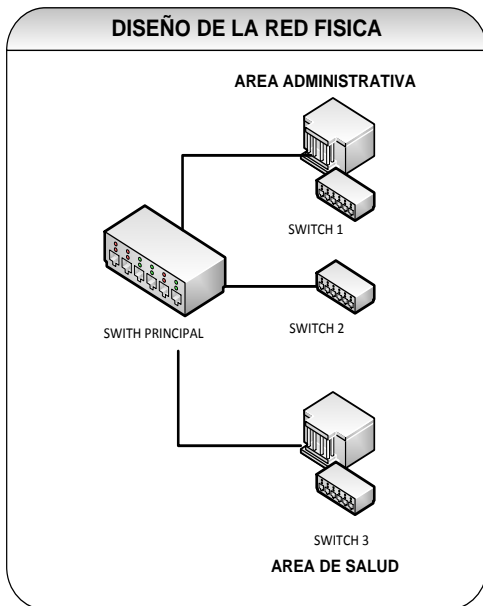 DISEÑO DE LA RED FISICA
AREA ADMINISTRATIVA
SWITCH 1
SWITH PRINCIPAL
SWITCH 2
SWITCH 3
AREA DE SALUD